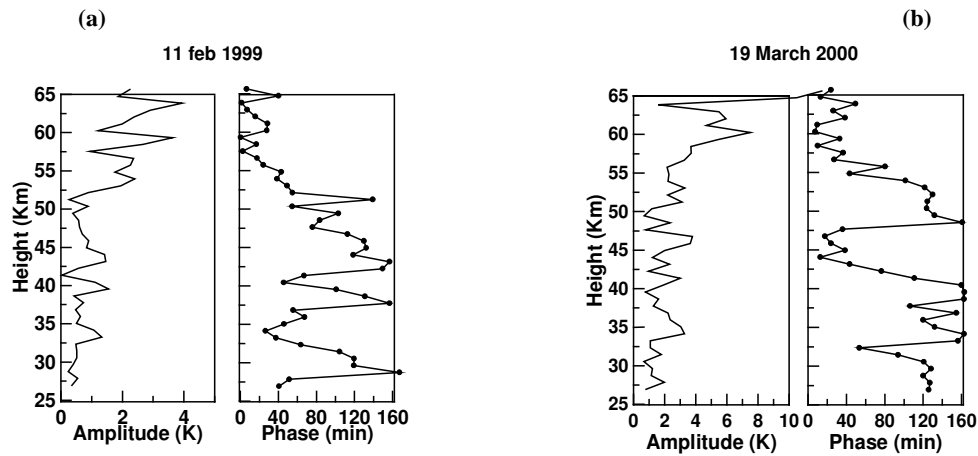 (a) (b)
11 feb 1999 19 March 2000
65 65
60 60
55 55
50 50
45 45
40 40
35 35
30 30
25 25
Height (Km) Height (Km)
0 2 4 0 40 80 120 160 0 2 4 6 8 10 0 40 80 120 160
Amplitude (K) Phase (min) Amplitude (K) Phase (min)